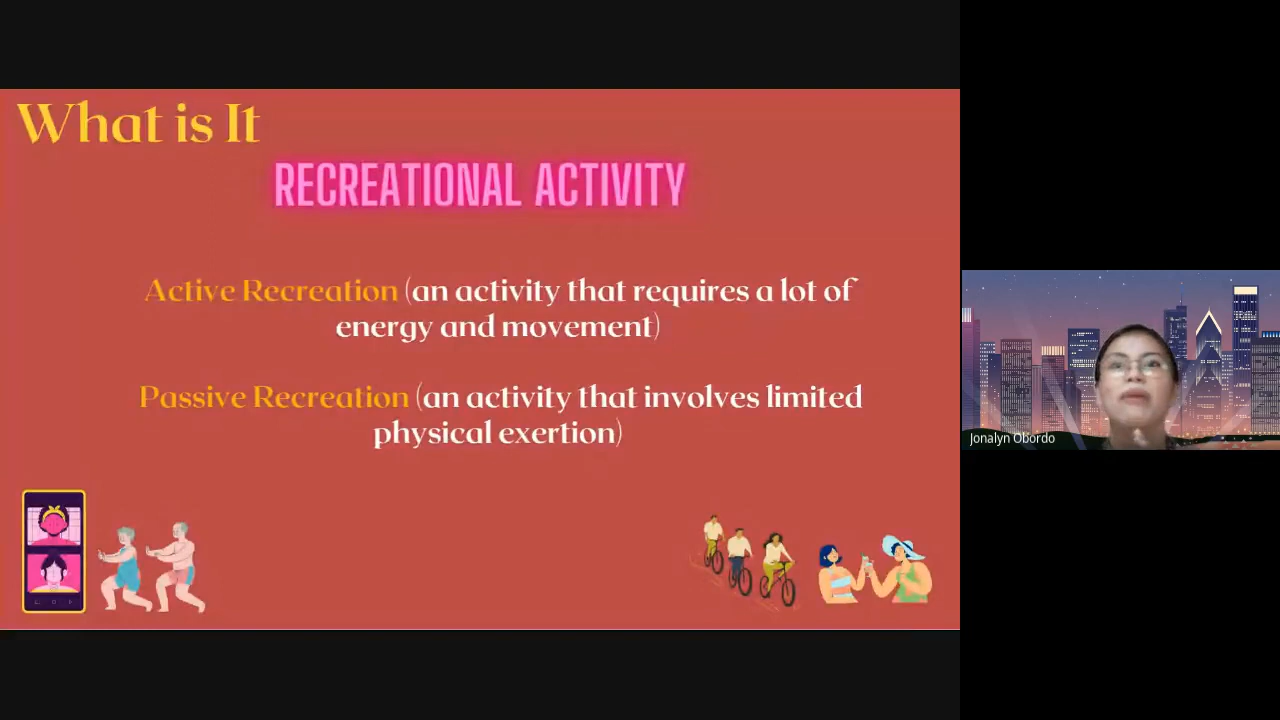 What is It
RECREATIONAL ACTIVITY
Active Recreation (an activity that requires a lot of
energy and movement)
Passive Recreation (an activity that involves limited
physical exertion)
Jonalyn Obordo